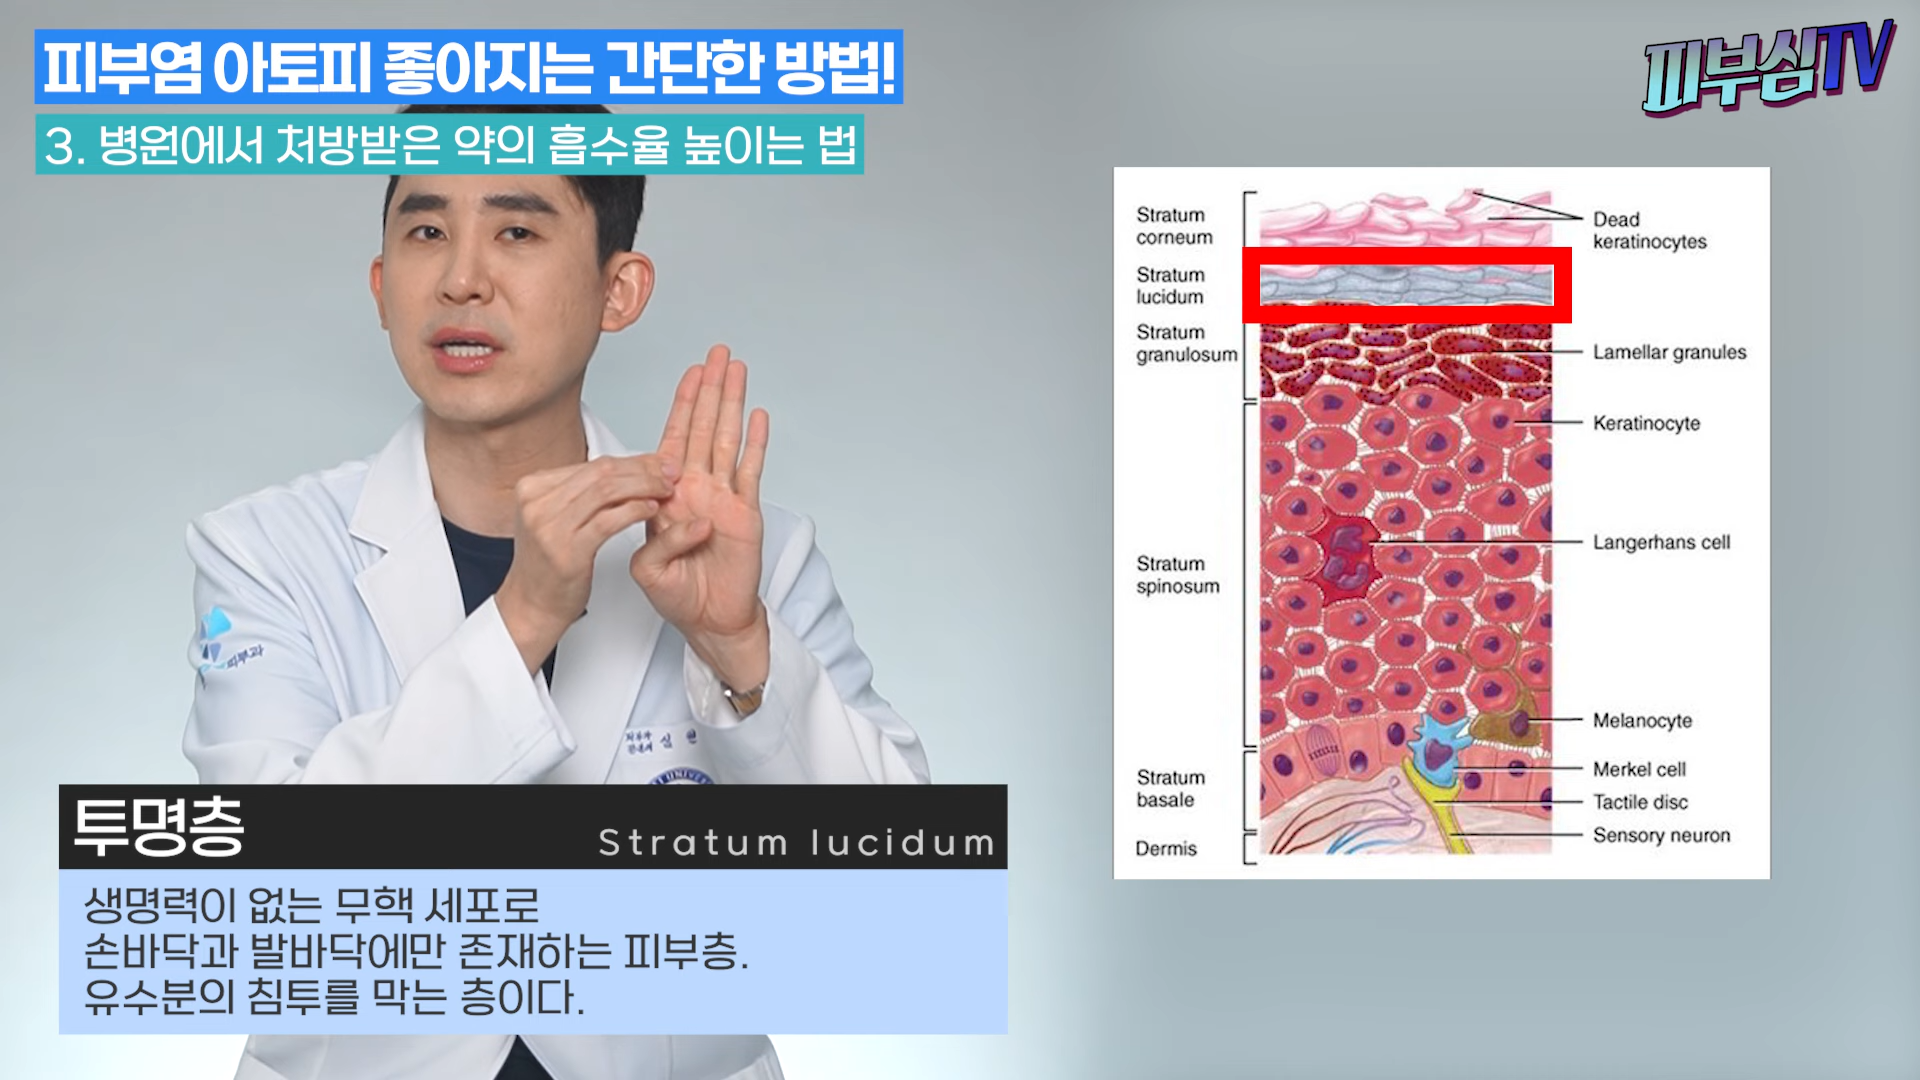 피부염 아토피 좋아지는 간단한 방법!
3. 병원에서 처방받은 약의 흡수율 높이는 법
피부심TV
Stratum
corneum
Stratum
lucidum
Stratum
granulosum
Stratum
spinosum
Stratum
basale
Dermis
Dead
keratinocytes
Lamellar granules
Keratinocyte
Langerhans cell
Melanocyte
Merkel cell
Tactile disc
Sensory neuron
피부과
투명층
Stratum lucidum
생명력이 없는 무핵 세포로
손바닥과 발바닥에만 존재하는 피부층.
유수분의 침투를 막는 층이다.